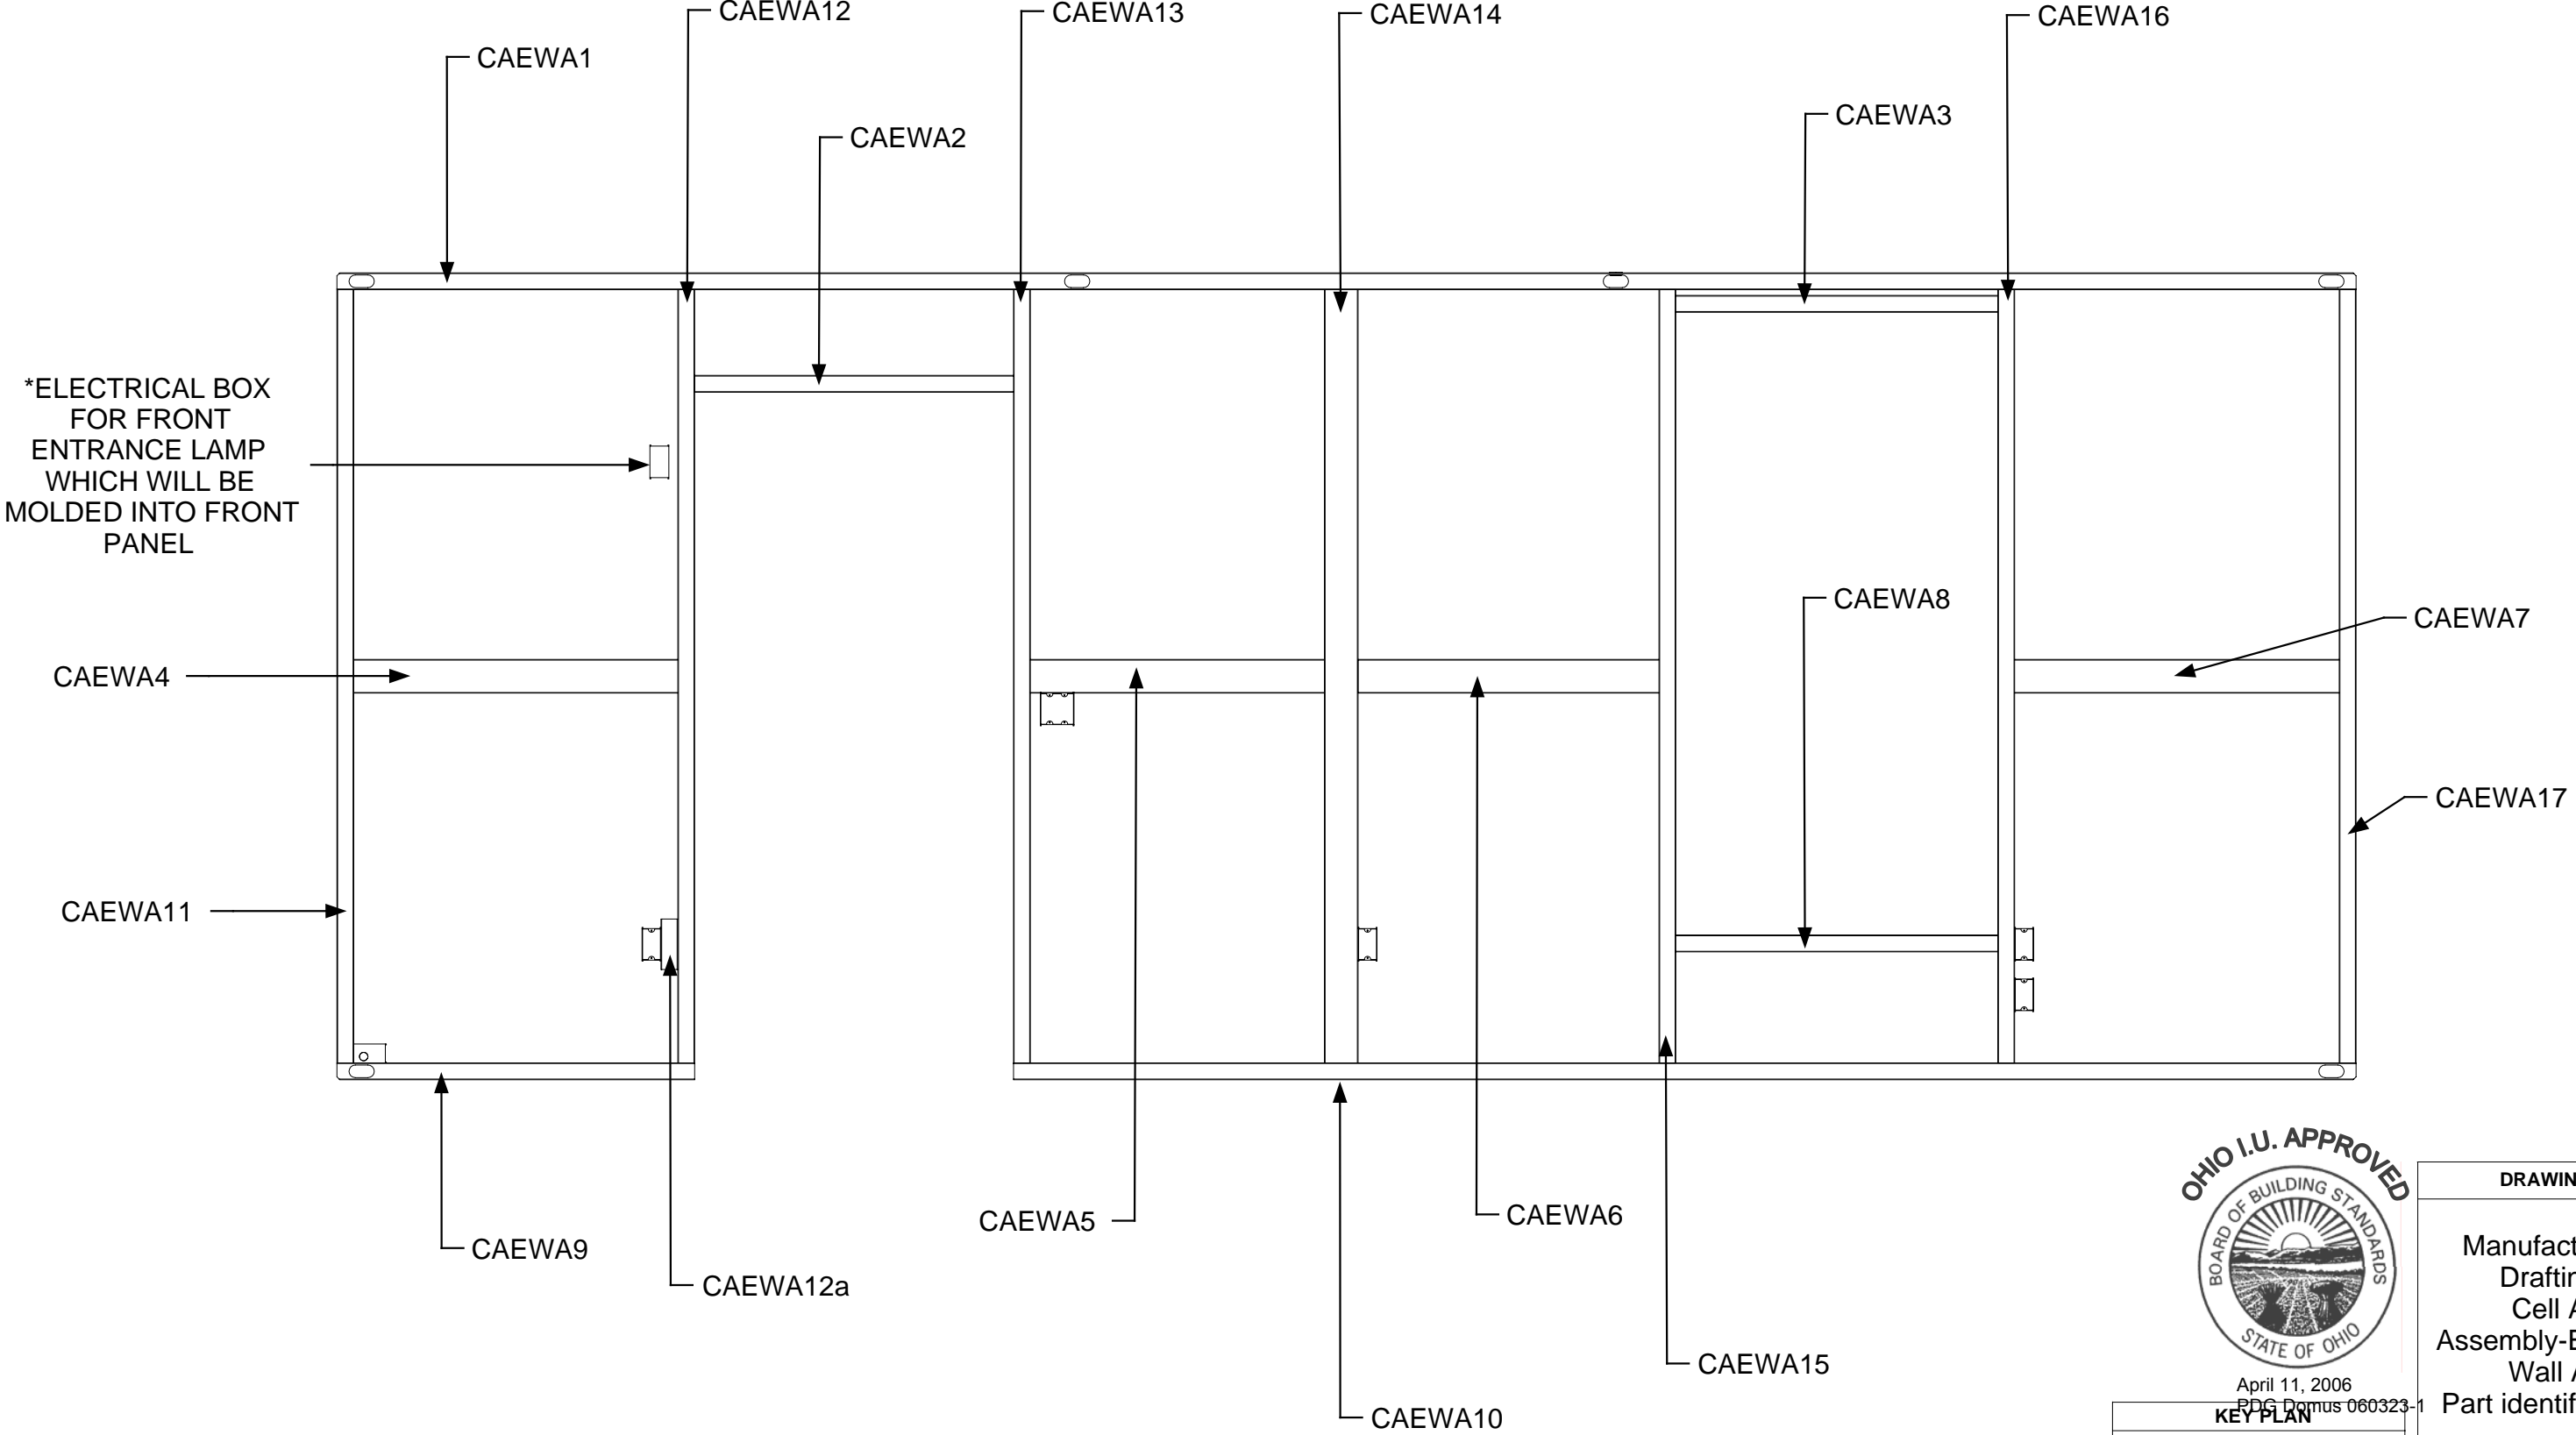 CAEWA12
CAEWA13
CAEWA14
CAEWA16
CAEWA1
CAEWA3
CAEWA2
*ELECTRICAL BOX
FOR FRONT
ENTRANCE LAMP
WHICH WILL BE
MOLDED INTO FRONT
PANEL
CAEWA8
CAEWA7
CAEWA4
CAEWA17
CAEWA11
CAEWA5
CAEWA6
CAEWA9
CAEWA12a
CAEWA15
CAEWA10
OHIO I.U. APPROVED
BOARD OF BUILDING STANDARDS
STATE OF OHIO
April 11, 2006
PDG Domus 060323-1
KEY PLAN
DRAWIN
Manufact
Draftin
Cell A
Assembly-E
Wall A
Part identif